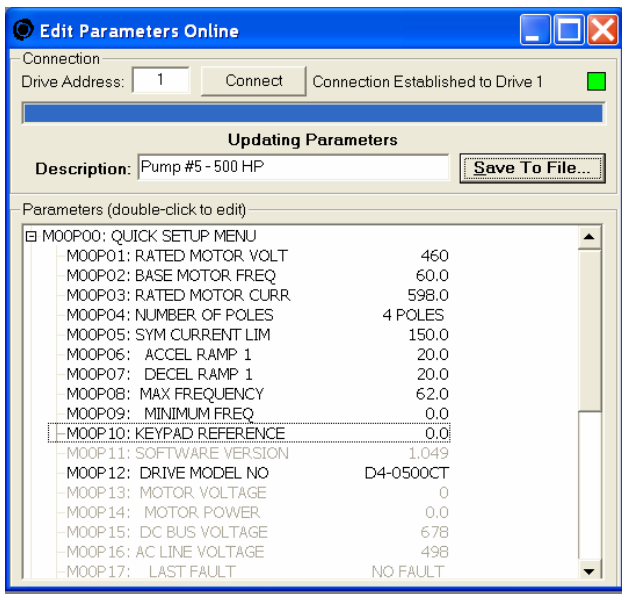 Edit Parameters Online
Connection
Drive Address: 1 Connect Connection Established to Drive 1
Updating Parameters
Description: Pump #5 - 500 HP Save To File...
Parameters (double-click to edit)
M00P00: QUICK SETUP MENU
M00P01: RATED MOTOR VOLT 460
M00P02: BASE MOTOR FREQ 60.0
M00P03: RATED MOTOR CURR 598.0
M00P04: NUMBER OF POLES 4 POLES
M00P05: SYM CURRENT LIM 150.0
M00P06: ACCEL RAMP 1 20.0
M00P07: DECEL RAMP 1 20.0
M00P08: MAX FREQUENCY 62.0
M00P09: MINIMUM FREQ 0.0
M00P10: KEYPAD REFERENCE 0.0
M00P11: SOFTWARE VERSION 1.049
M00P12: DRIVE MODEL NO D4-0500CT
M00P13: MOTOR VOLTAGE 0
M00P14: MOTOR POWER 0.0
M00P15: DC BUS VOLTAGE 678
M00P16: AC LINE VOLTAGE 498
M00P17: LAST FAULT NO FAULT